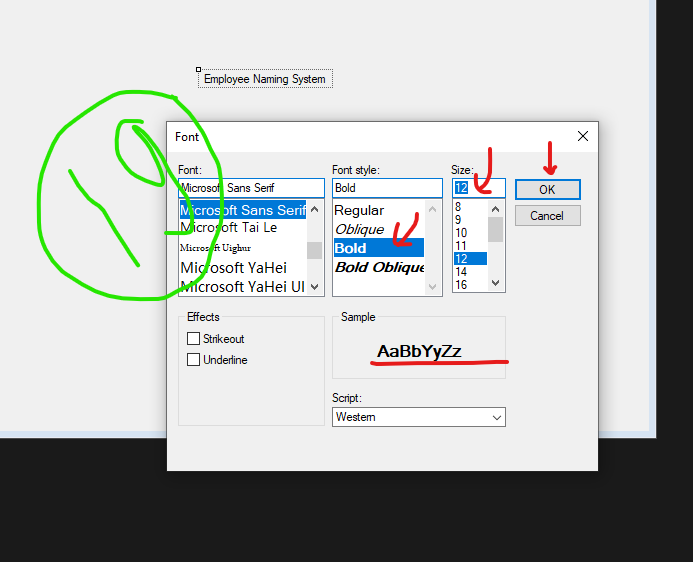 Employee Naming System
Font
Font: Font style: Size:
Microsoft Sans Serif Bold 12 OK
Microsoft Sans Serif Regular 8 Cancel
Microsoft Tai Le Oblique 9
Microsoft Uighur Bold 10
Microsoft YaHei Bold Oblique 11
Microsoft YaHei UI 12
14
16
Effects Sample
Strikeout AaBbYyZz
Underline
Script:
Western